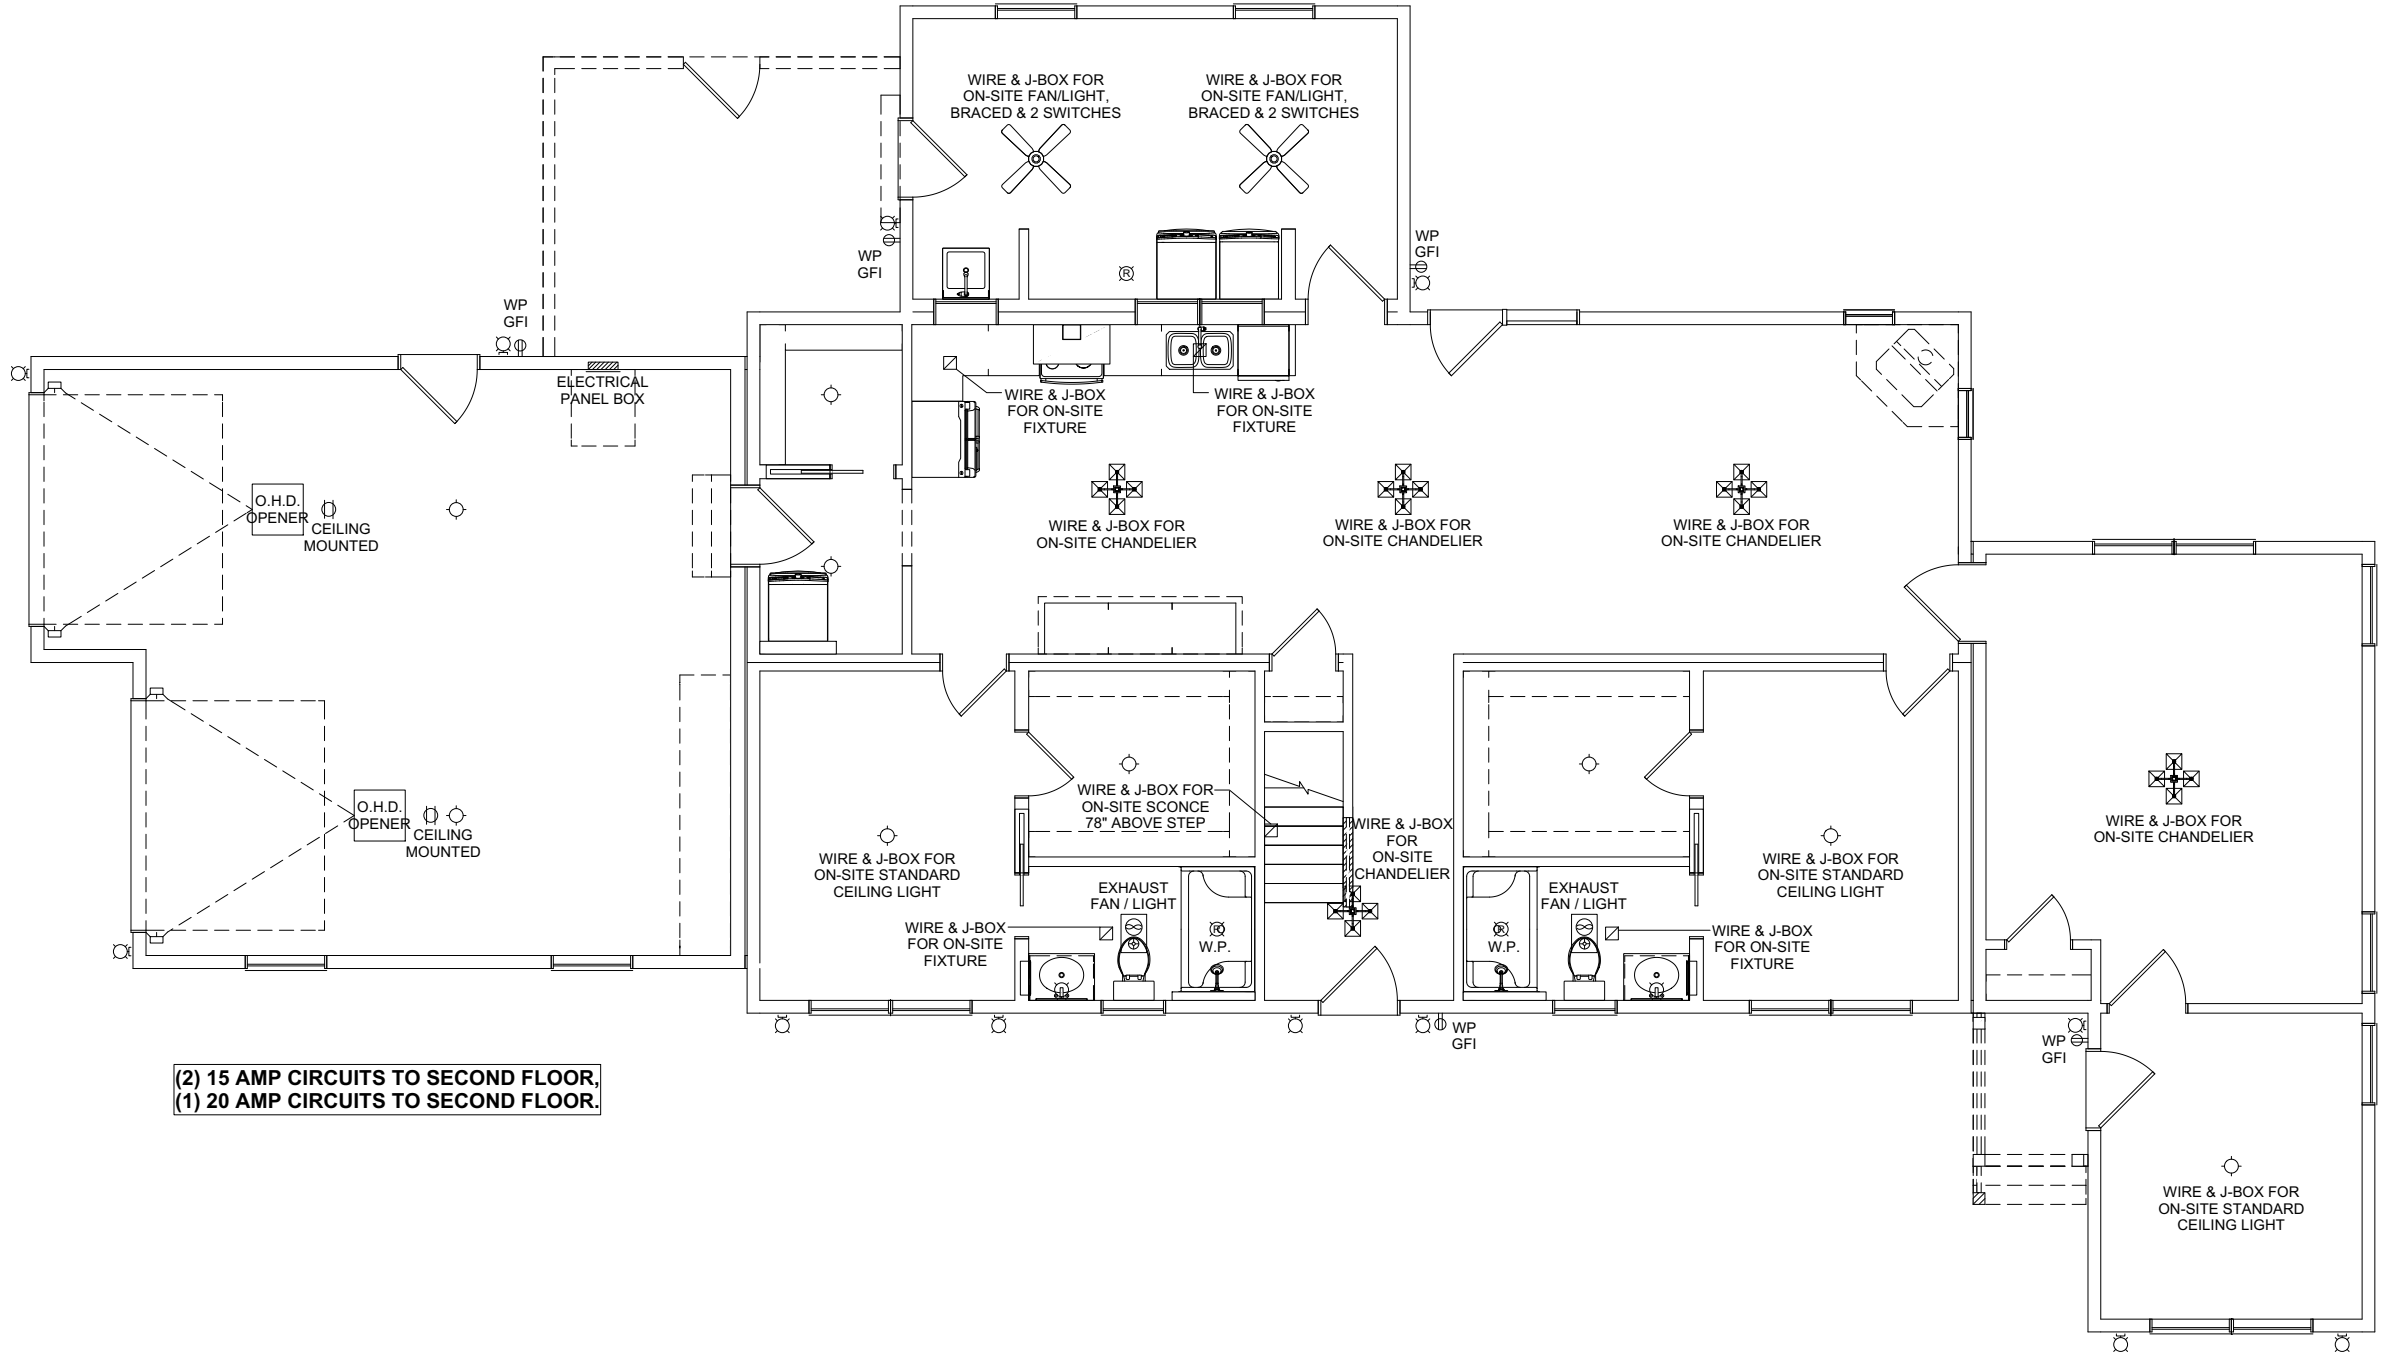 WIRE & J-BOX FOR
ON-SITE FAN/LIGHT,
BRACED & 2 SWITCHES
WIRE & J-BOX FOR
ON-SITE FAN/LIGHT,
BRACED & 2 SWITCHES
WP
GFI
WP
GFI
R
WP
GFI
ELECTRICAL
PANEL BOX
WIRE & J-BOX
FOR ON-SITE
FIXTURE
WIRE & J-BOX
FOR ON-SITE
FIXTURE
O.H.D.
OPENER
CEILING
MOUNTED
WIRE & J-BOX FOR
ON-SITE CHANDELIER
WIRE & J-BOX FOR
ON-SITE CHANDELIER
WIRE & J-BOX FOR
ON-SITE CHANDELIER
O.H.D.
OPENER
CEILING
MOUNTED
WIRE & J-BOX FOR
ON-SITE SCONCE
78" ABOVE STEP
WIRE & J-BOX
FOR
ON-SITE
CHANDELIER
WIRE & J-BOX FOR
ON-SITE CHANDELIER
WIRE & J-BOX FOR
ON-SITE STANDARD
CEILING LIGHT
WIRE & J-BOX FOR
ON-SITE STANDARD
CEILING LIGHT
EXHAUST
FAN / LIGHT
EXHAUST
FAN / LIGHT
WIRE & J-BOX
FOR ON-SITE
FIXTURE
R
W.P.
R
W.P.
WIRE & J-BOX
FOR ON-SITE
FIXTURE
WP
GFI
WP
GFI
(2) 15 AMP CIRCUITS TO SECOND FLOOR,
(1) 20 AMP CIRCUITS TO SECOND FLOOR.
WIRE & J-BOX FOR
ON-SITE STANDARD
CEILING LIGHT